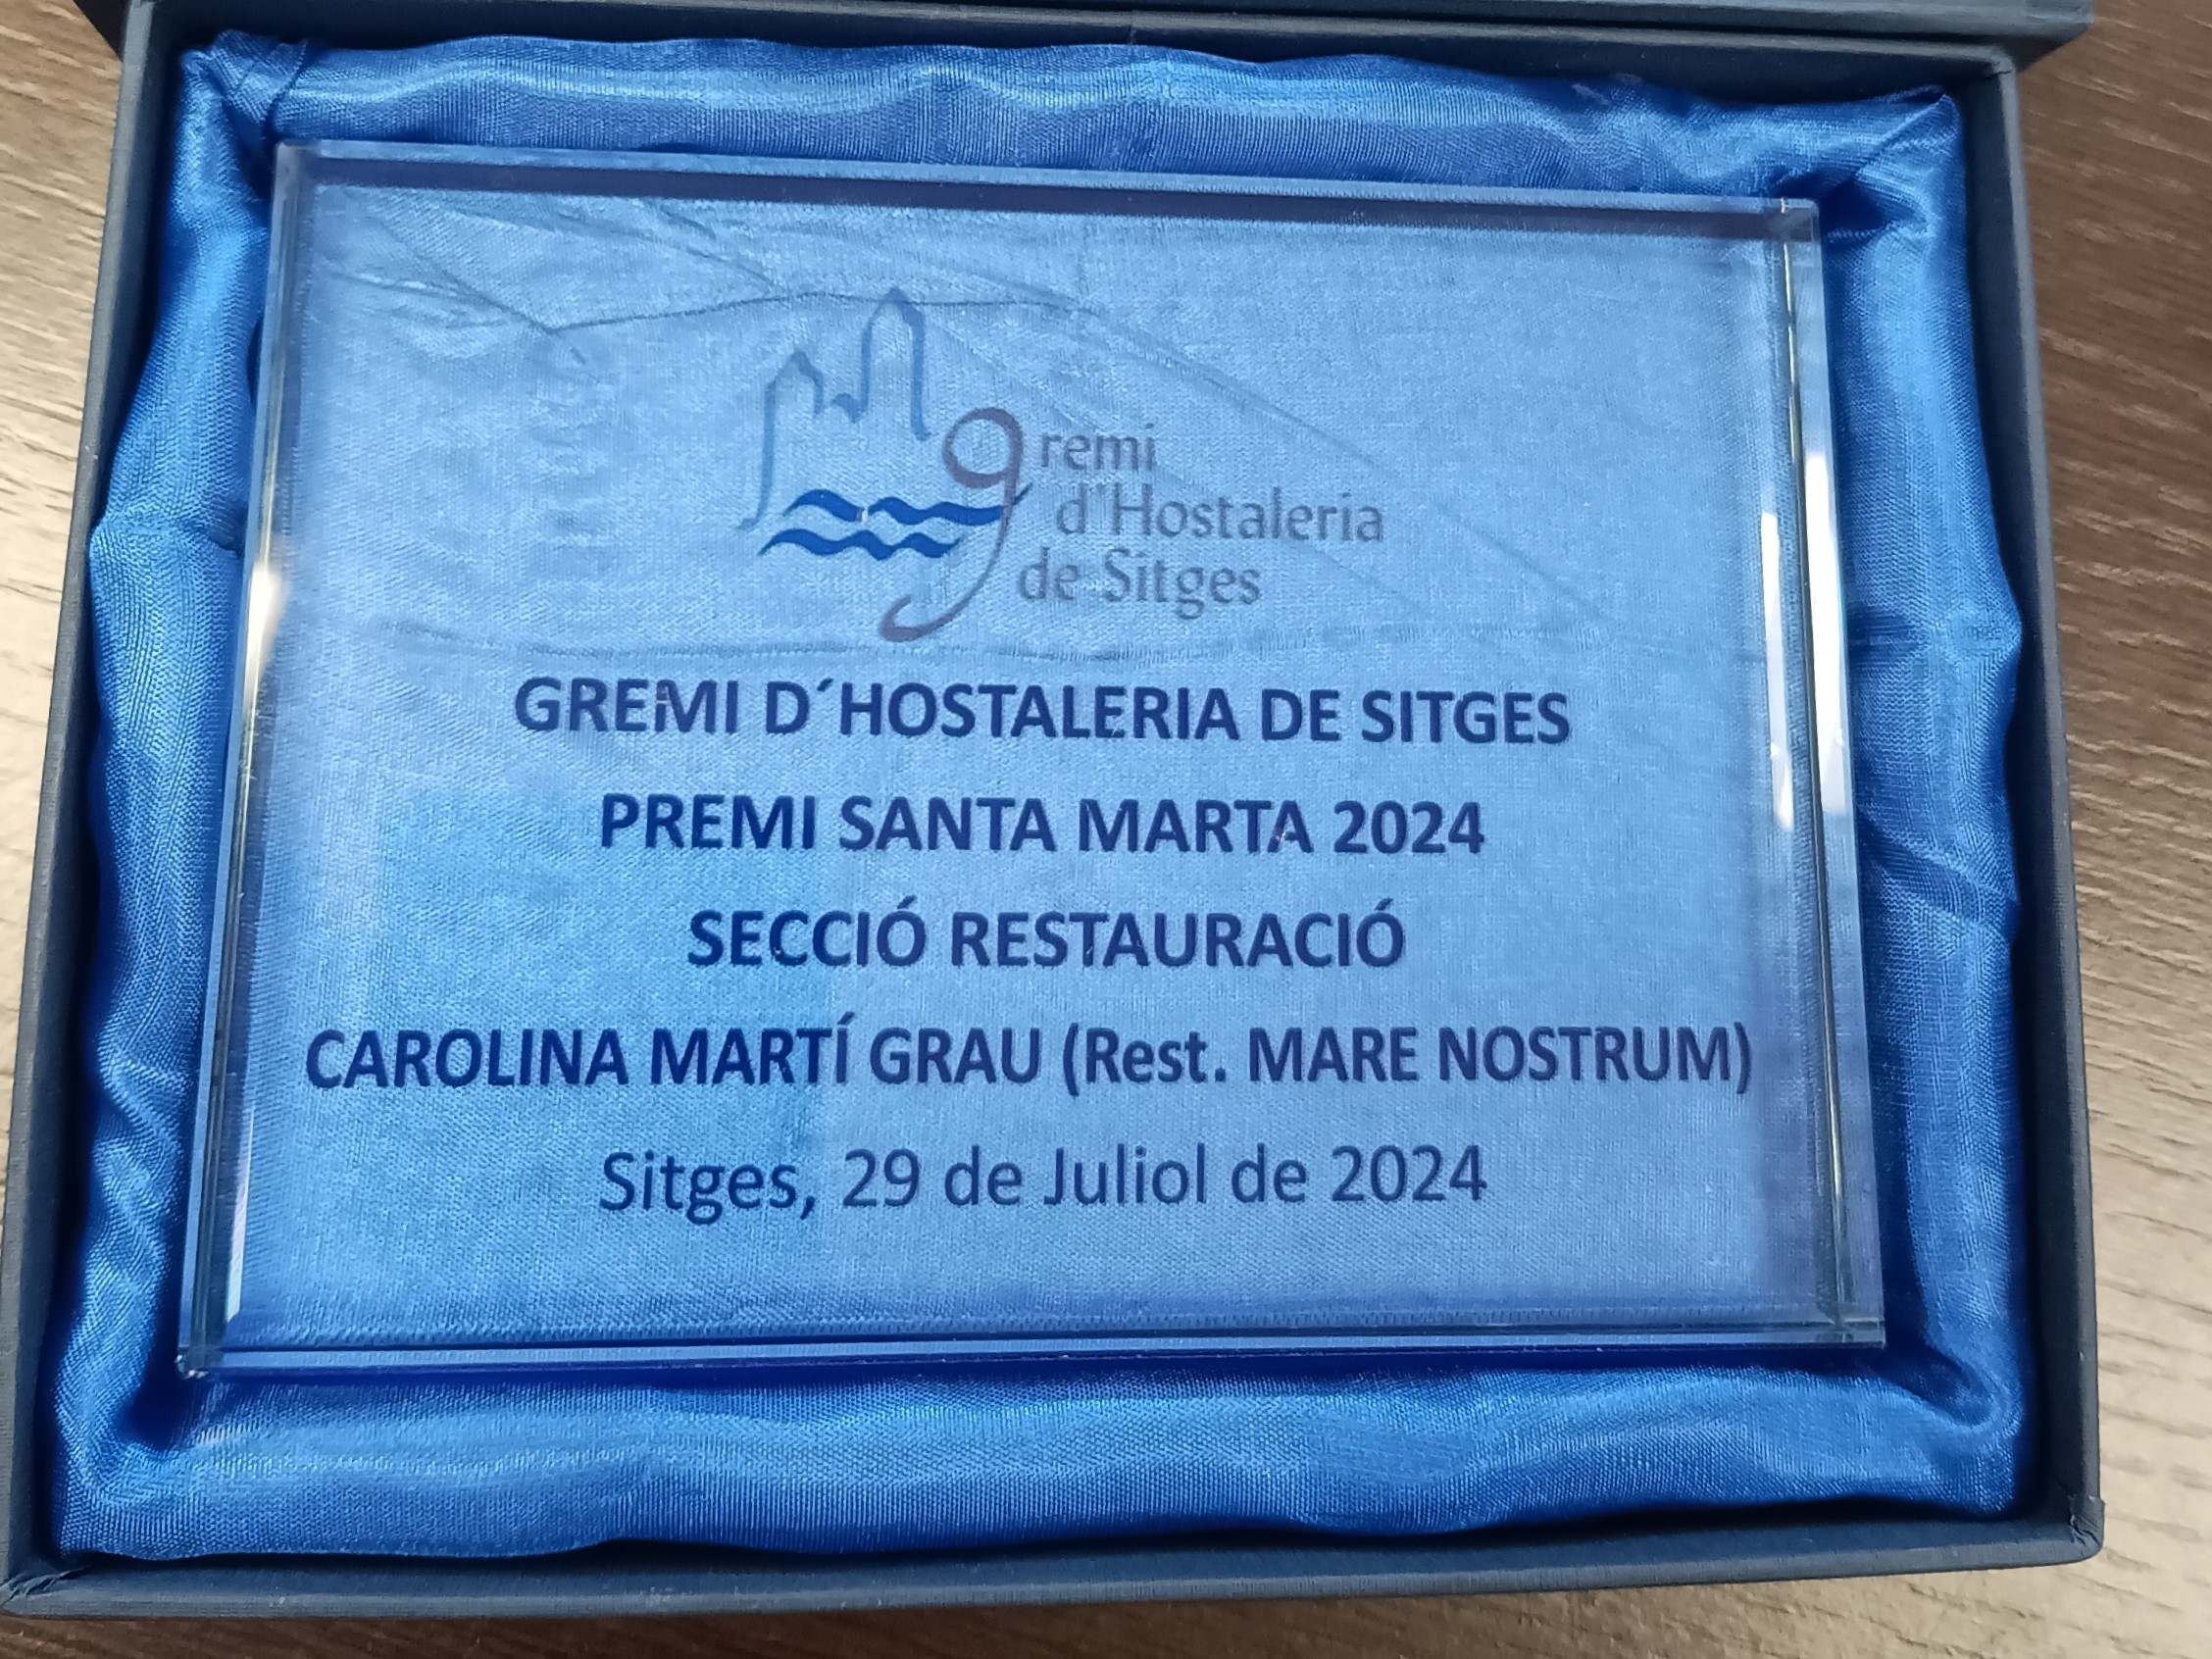 gremi
d'Hostaleria
de Sitges
GREMI D´HOSTALERIA DE SITGES
PREMI SANTA MARTA 2024
SECCIÓ RESTAURACIÓ
CAROLINA MARTÍ GRAU (Rest. MARE NOSTRUM)
Sitges, 29 de Juliol de 2024